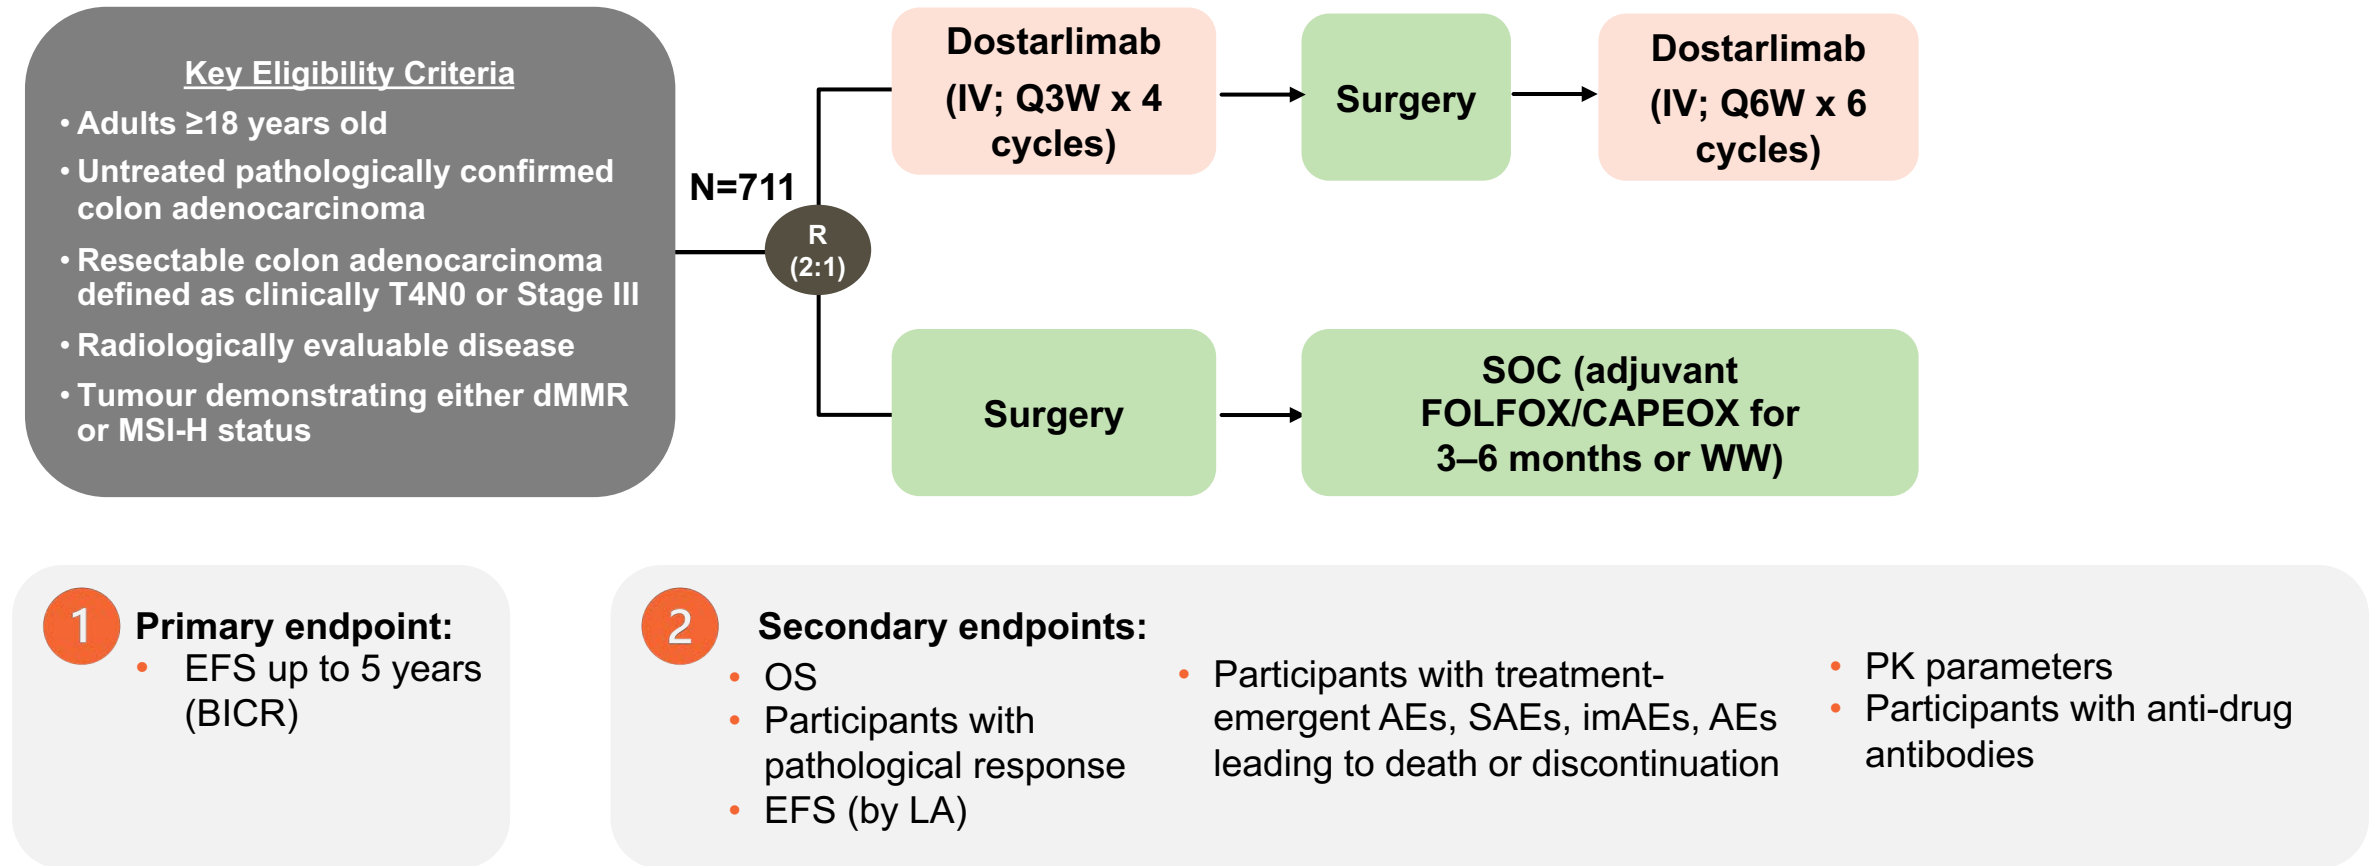 Key Eligibility Criteria
• Adults ≥18 years old
• Untreated pathologically confirmed
colon adenocarcinoma
• Resectable colon adenocarcinoma
defined as clinically T4N0 or Stage III
• Radiologically evaluable disease
• Tumour demonstrating either dMMR
or MSI-H status
N=711
R
(2:1)
Dostarlimab
(IV; Q3W x 4
cycles)
Surgery
Dostarlimab
(IV; Q6W x 6
cycles)
Surgery
SOC (adjuvant
FOLFOX/CAPEOX for
3–6 months or WW)
1
Primary endpoint:
• EFS up to 5 years
(BICR)
2
Secondary endpoints:
• OS
• Participants with
pathological response
• EFS (by LA)
• Participants with treatment-
emergent AEs, SAEs, imAEs, AEs
leading to death or discontinuation
• PK parameters
• Participants with anti-drug
antibodies